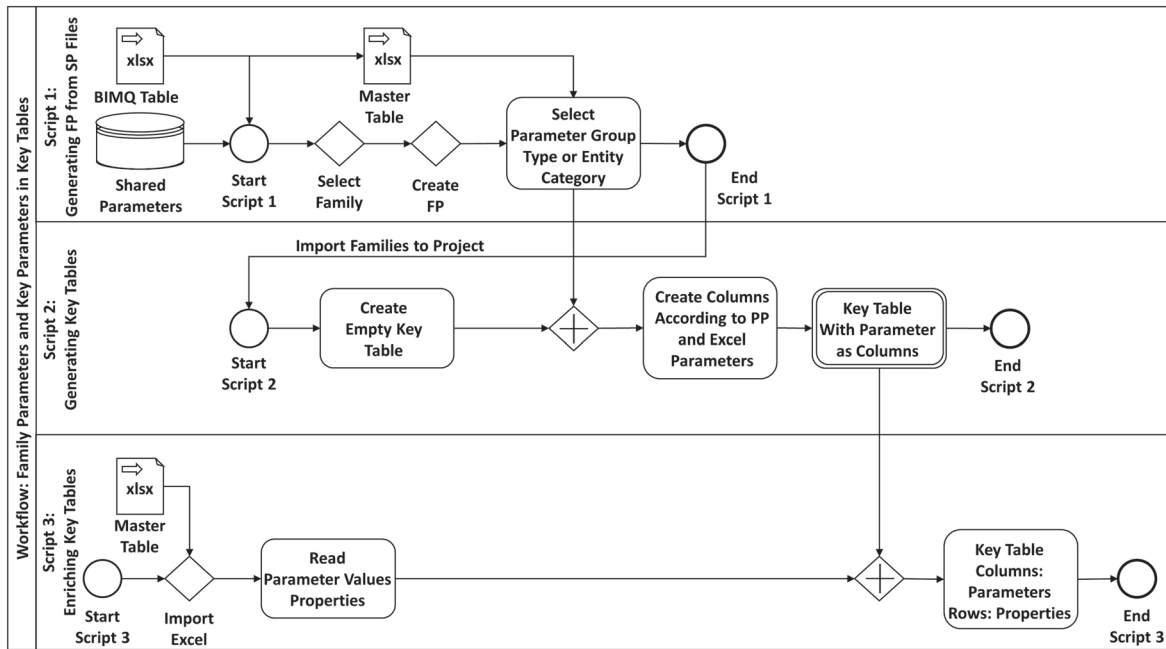 Workflow: Family Parameters and Key Parameters in Key Tables
Script 1:
Generating FP from SP Files
xlsx
BIMQ Table
xlsx
Master
Table
Shared
Parameters
Start
Script 1
Select
Family
Create
FP
Select
Parameter Group
Type or Entity
Category
End
Script 1
Script 2:
Generating Key Tables
Import Families to Project
Start
Script 2
Create
Empty Key
Table
Create Columns
According to PP
and Excel
Parameters
Key Table
With Parameter
as Columns
End
Script 2
Script 3:
Enriching Key Tables
xlsx
Master
Table
Start
Script 3
Import
Excel
Read
Parameter Values
Properties
Key Table
Columns:
Parameters
Rows: Properties
End
Script 3